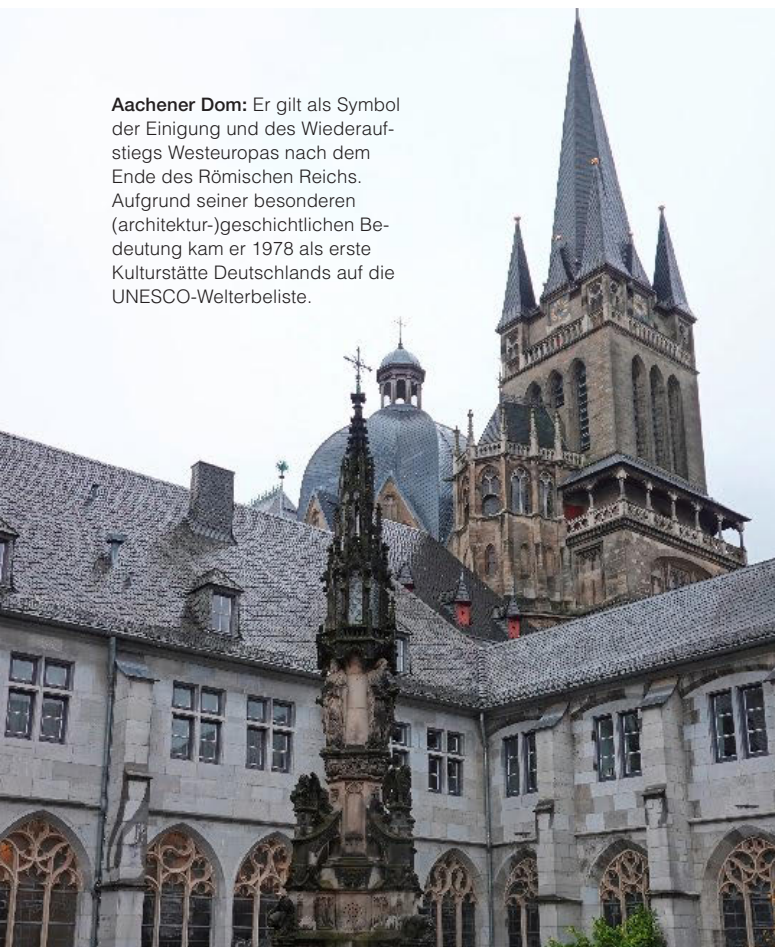 Aachener Dom: Er gilt als Symbol
der Einigung und des Wiederauf-
stiegs Westeuropas nach dem
Ende des Römischen Reichs.
Aufgrund seiner besonderen
(architektur-)geschichtlichen Be-
deutung kam er 1978 als erste
Kulturstätte Deutschlands auf die
UNESCO-Welterbeliste.